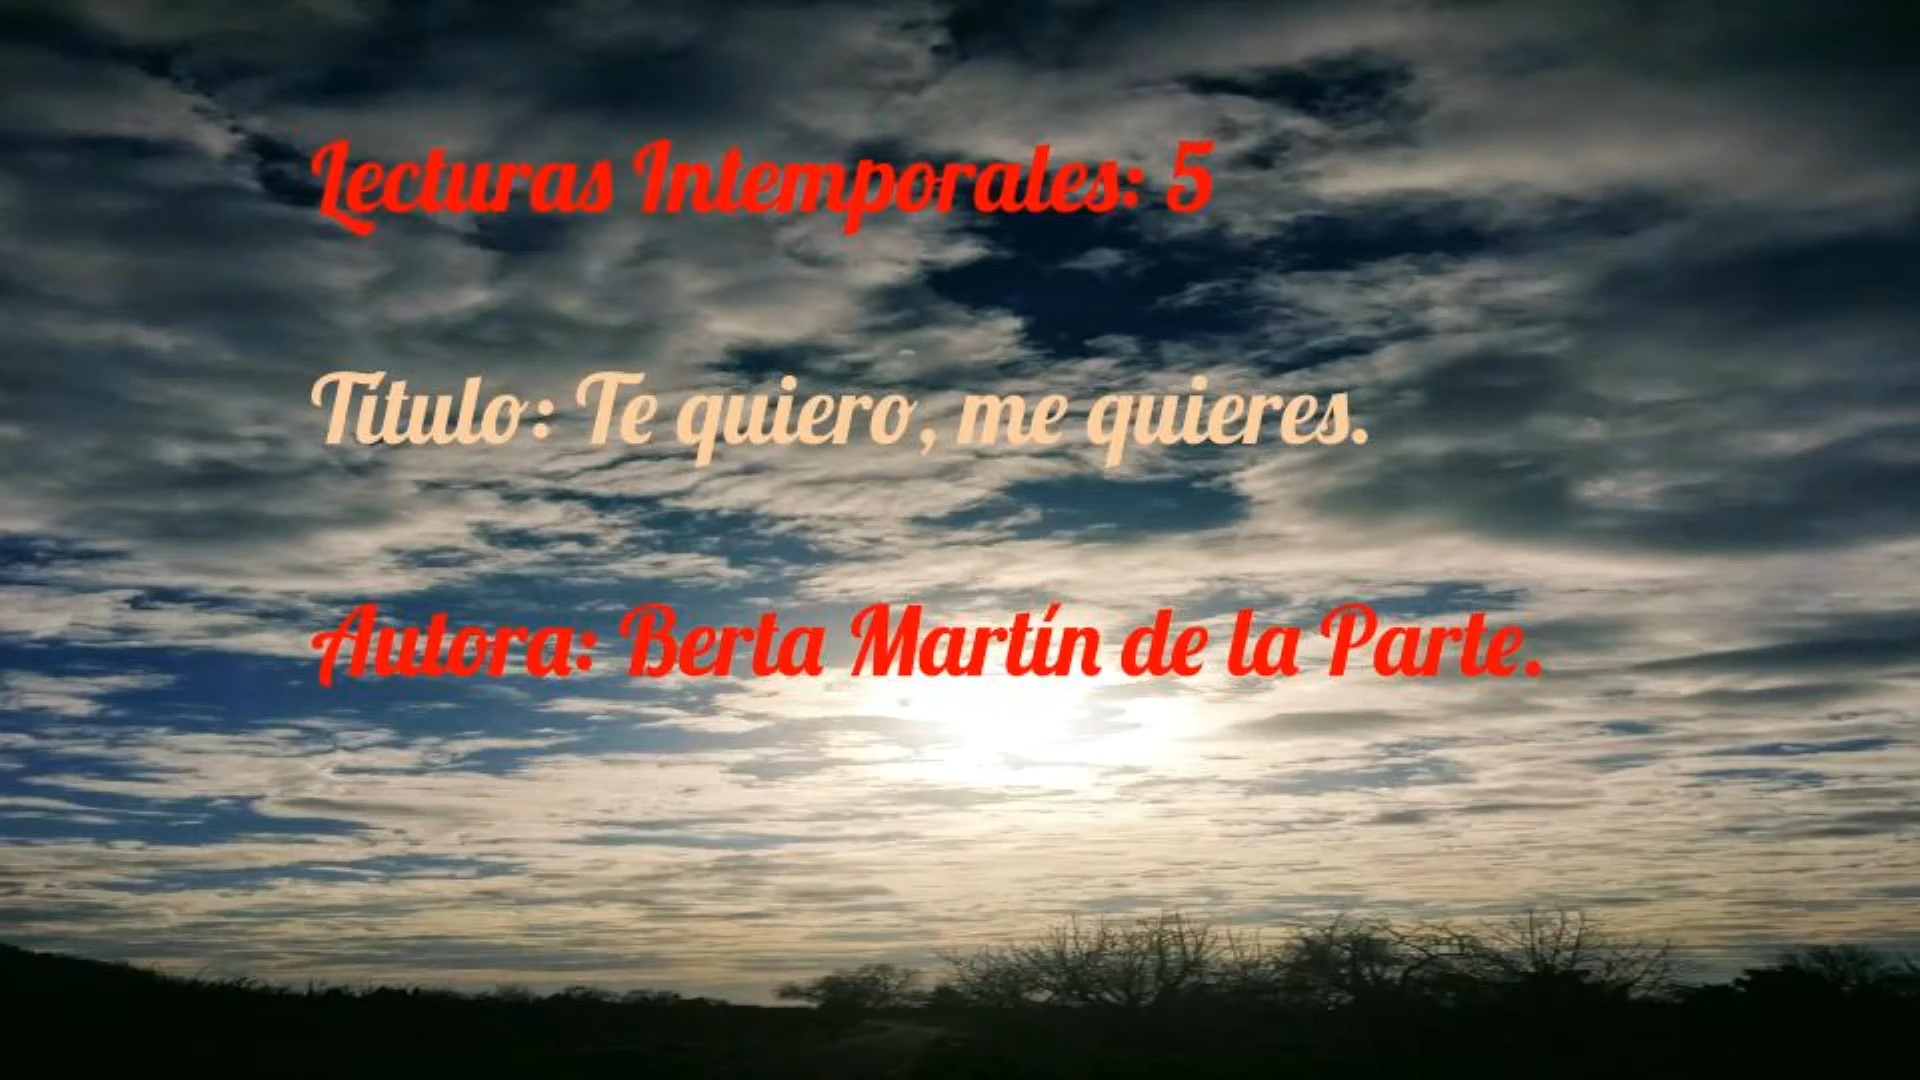 Lecturas Intemporales: 5
Título: Te quiero, me quieres.
Autora: Berta Martín de la Parte.